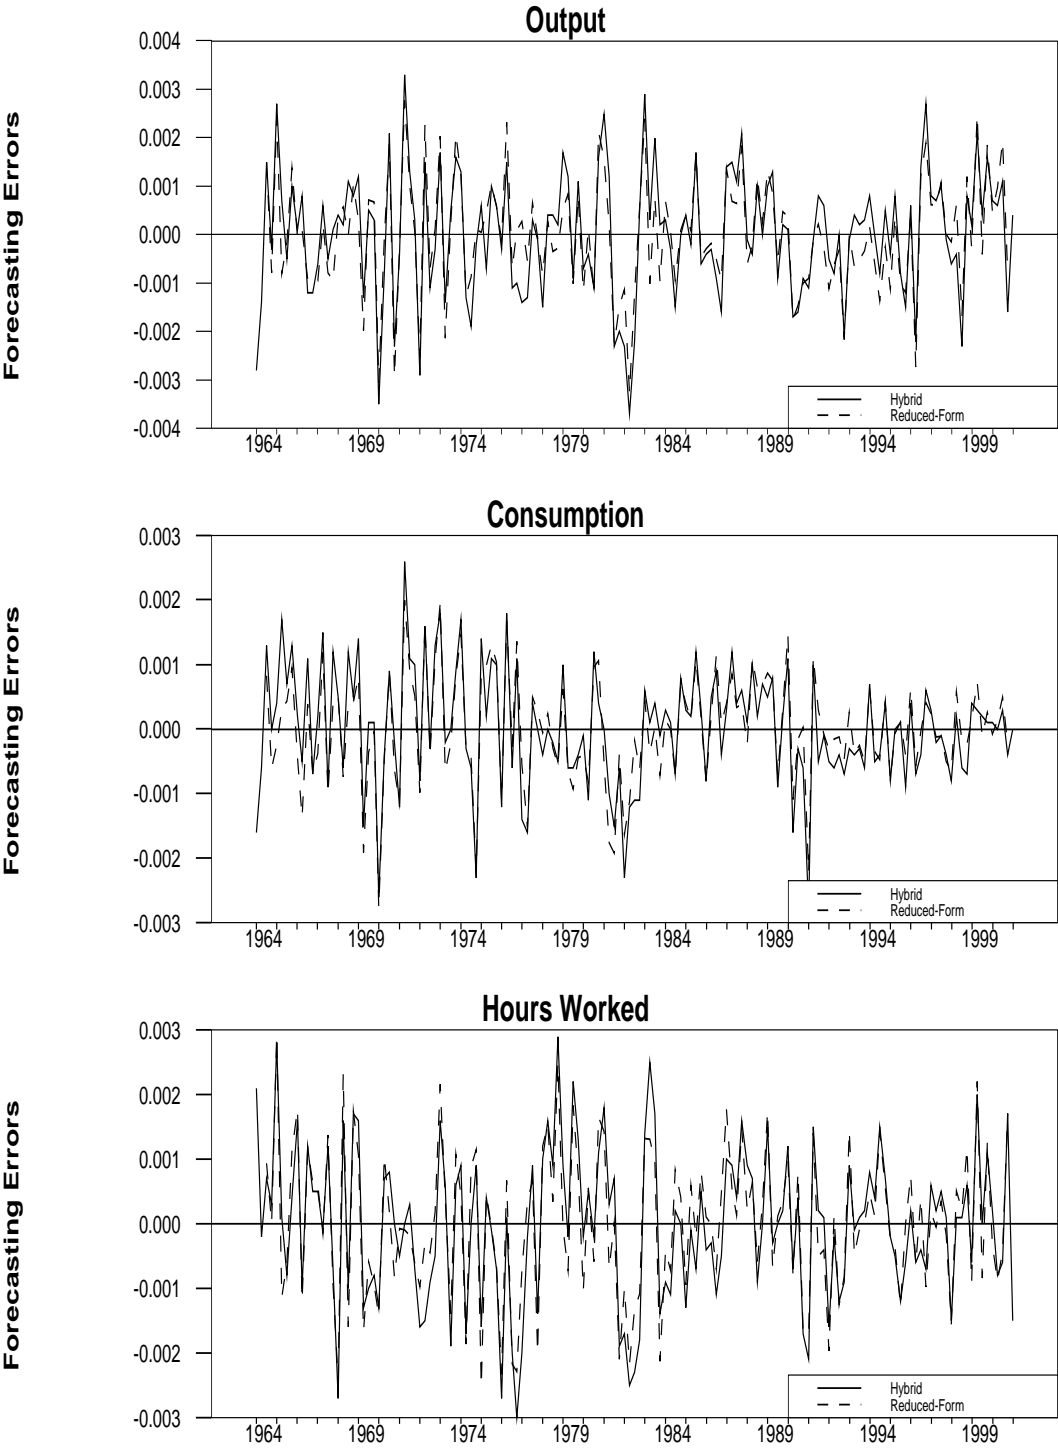 Output
Forecasting Errors
0.004
0.003
0.002
0.001
0.000
-0.001
-0.002
-0.003
-0.004
Hybrid
Reduced-Form
1964 1969 1974 1979 1984 1989 1994 1999
Consumption
Forecasting Errors
0.003
0.002
0.001
0.000
-0.001
-0.002
-0.003
Hybrid
Reduced-Form
1964 1969 1974 1979 1984 1989 1994 1999
Hours Worked
Forecasting Errors
0.003
0.002
0.001
0.000
-0.001
-0.002
-0.003
Hybrid
Reduced-Form
1964 1969 1974 1979 1984 1989 1994 1999